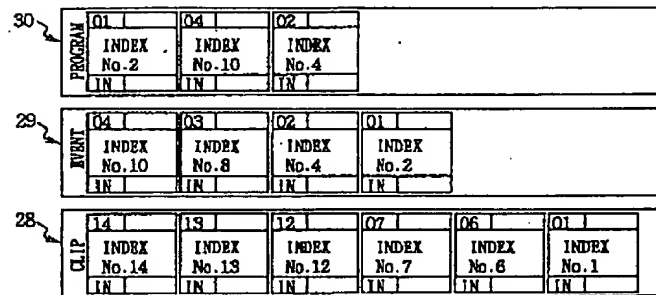 30
PROGRAM
01 04 02
INDEX INDEX INDEX
No.2 No.10 No.4
IN IN IN
29
EVENT
04 03 02 01
INDEX INDEX INDEX INDEX
No.10 No.8 No.4 No.2
IN IN IN IN
28
CLIP
14 13 12 07 06 01
INDEX INDEX INDEX INDEX INDEX INDEX
No.14 No.13 No.12 No.7 No.6 No.1
IN IN IN IN IN IN